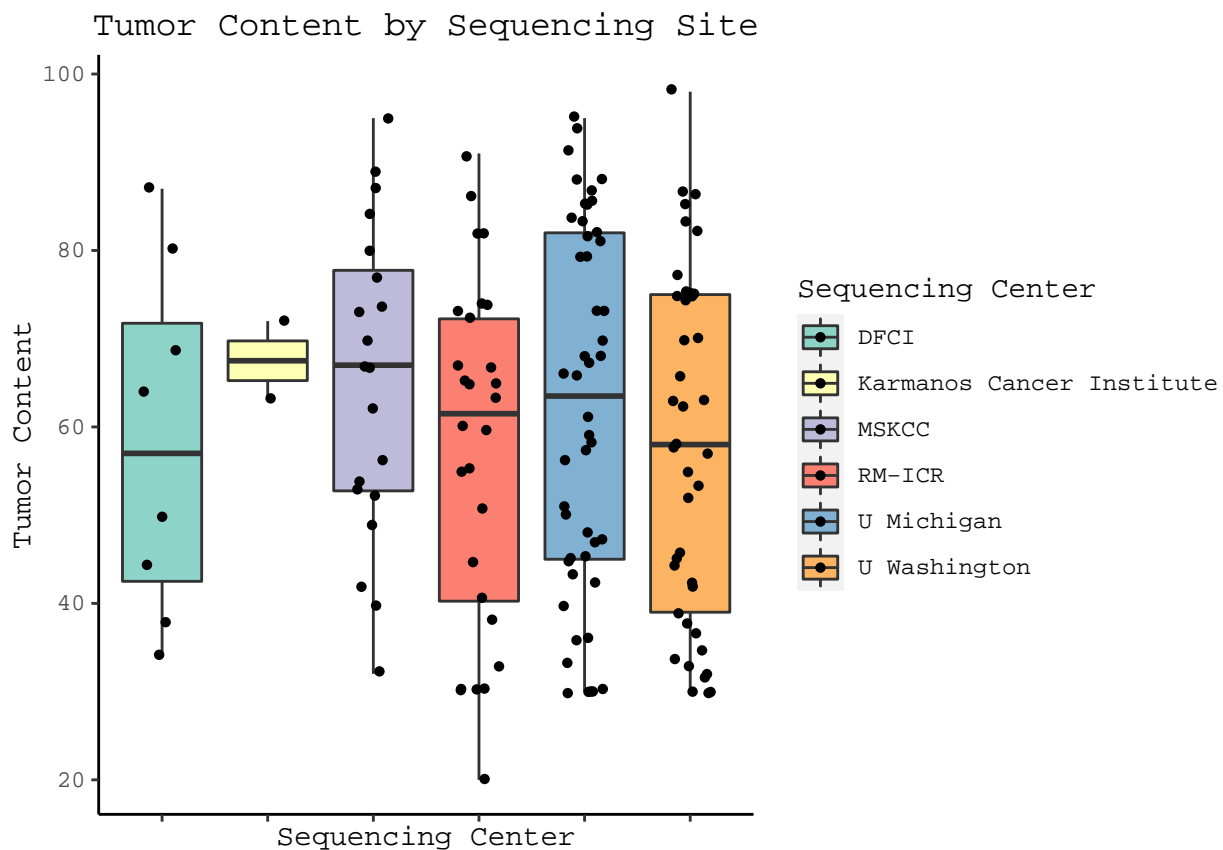 Tumor Content by Sequencing Site
100
80
60
40
20
Tumor Content
Sequencing Center
Sequencing Center
DFCI
Karmanos Cancer Institute
MSKCC
RM-ICR
U Michigan
U Washington